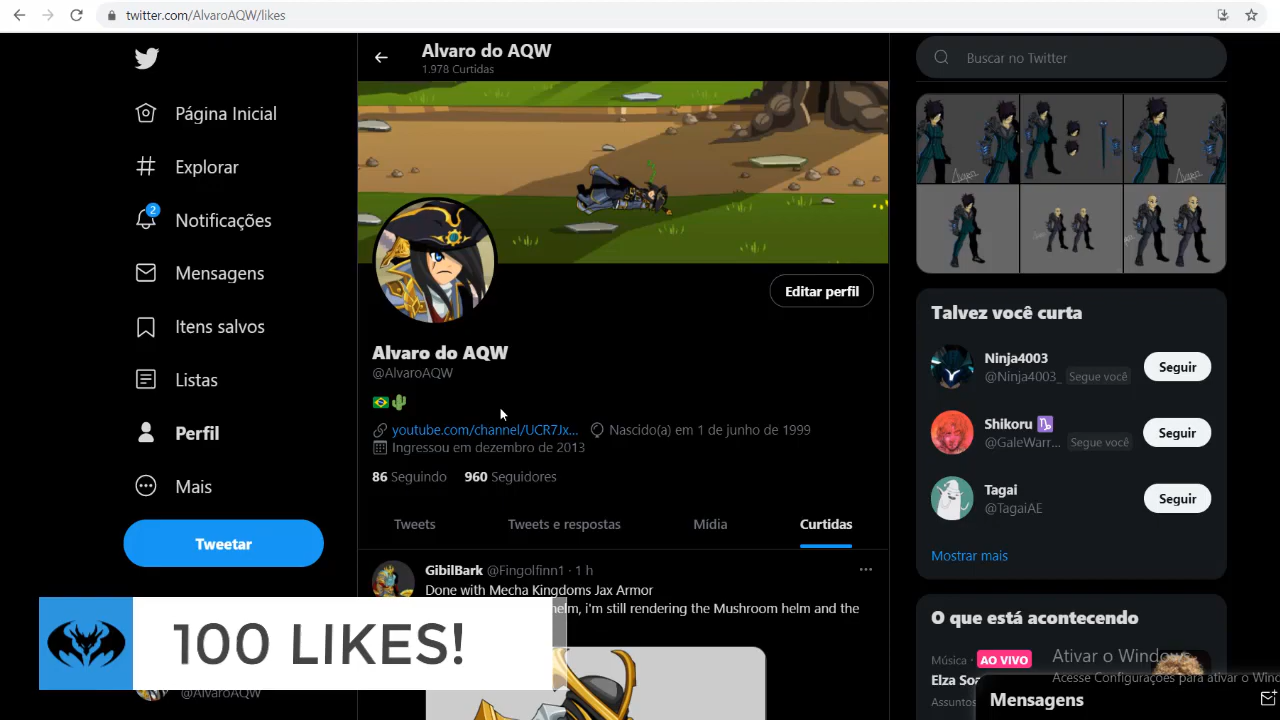 twitter.com/AlvaroAQW/likes
Alvaro do AQW
1.978 Curtidas
Buscar no Twitter
Página Inicial
Explorar
2
Notificações
Mensagens
Itens salvos
Listas
Perfil
Mais
Tweetar
Editar perfil
Alvaro do AQW
@AlvaroAQW
youtube.com/channel/UCR7Jx...
Nascido(a) em 1 de junho de 1999
Ingressou em dezembro de 2013
86 Seguindo 960 Seguidores
Tweets
Tweets e respostas
Mídia
Curtidas
GibilBark @Fingolfinn1 · 1 h
Done with Mecha Kingdoms Jax Armor
helm, i'm still rendering the Mushroom helm and the
100 LIKES!
@AlvaroAQW
Talvez você curta
Ninja4003
@Ninja4003_ Segue você
Seguir
Shikoru
@GaleWarr... Segue você
Seguir
Tagai
@TagaiAE
Seguir
Mostrar mais
O que está acontecendo
Música · AO VIVO
Elza Soa
Assuntos
Ativar o Windows
Acesse Configurações para ativar o Wind
Mensagens